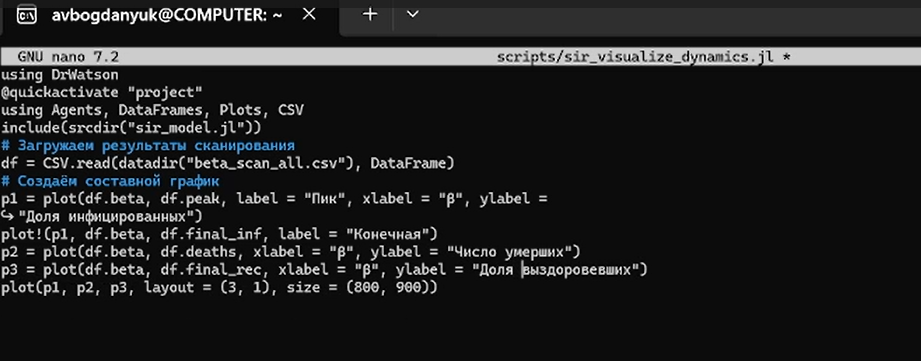 avbogdanyuk@COMPUTER: ~
GNU nano 7.2 scripts/sir_visualize_dynamics.jl *
using DrWatson
@quickactivate "project"
using Agents, DataFrames, Plots, CSV
include(srcdir("sir_model.jl"))
# Загружаем результаты сканирования
df = CSV.read(datadir("beta_scan_all.csv"), DataFrame)
# Создаём составной график
p1 = plot(df.beta, df.peak, label = "Пик", xlabel = "β", ylabel =
↪ "Доля инфицированных")
plot!(p1, df.beta, df.final_inf, label = "Конечная")
p2 = plot(df.beta, df.deaths, xlabel = "β", ylabel = "Число умерших")
p3 = plot(df.beta, df.final_rec, xlabel = "β", ylabel = "Доля выздоровевших")
plot(p1, p2, p3, layout = (3, 1), size = (800, 900))